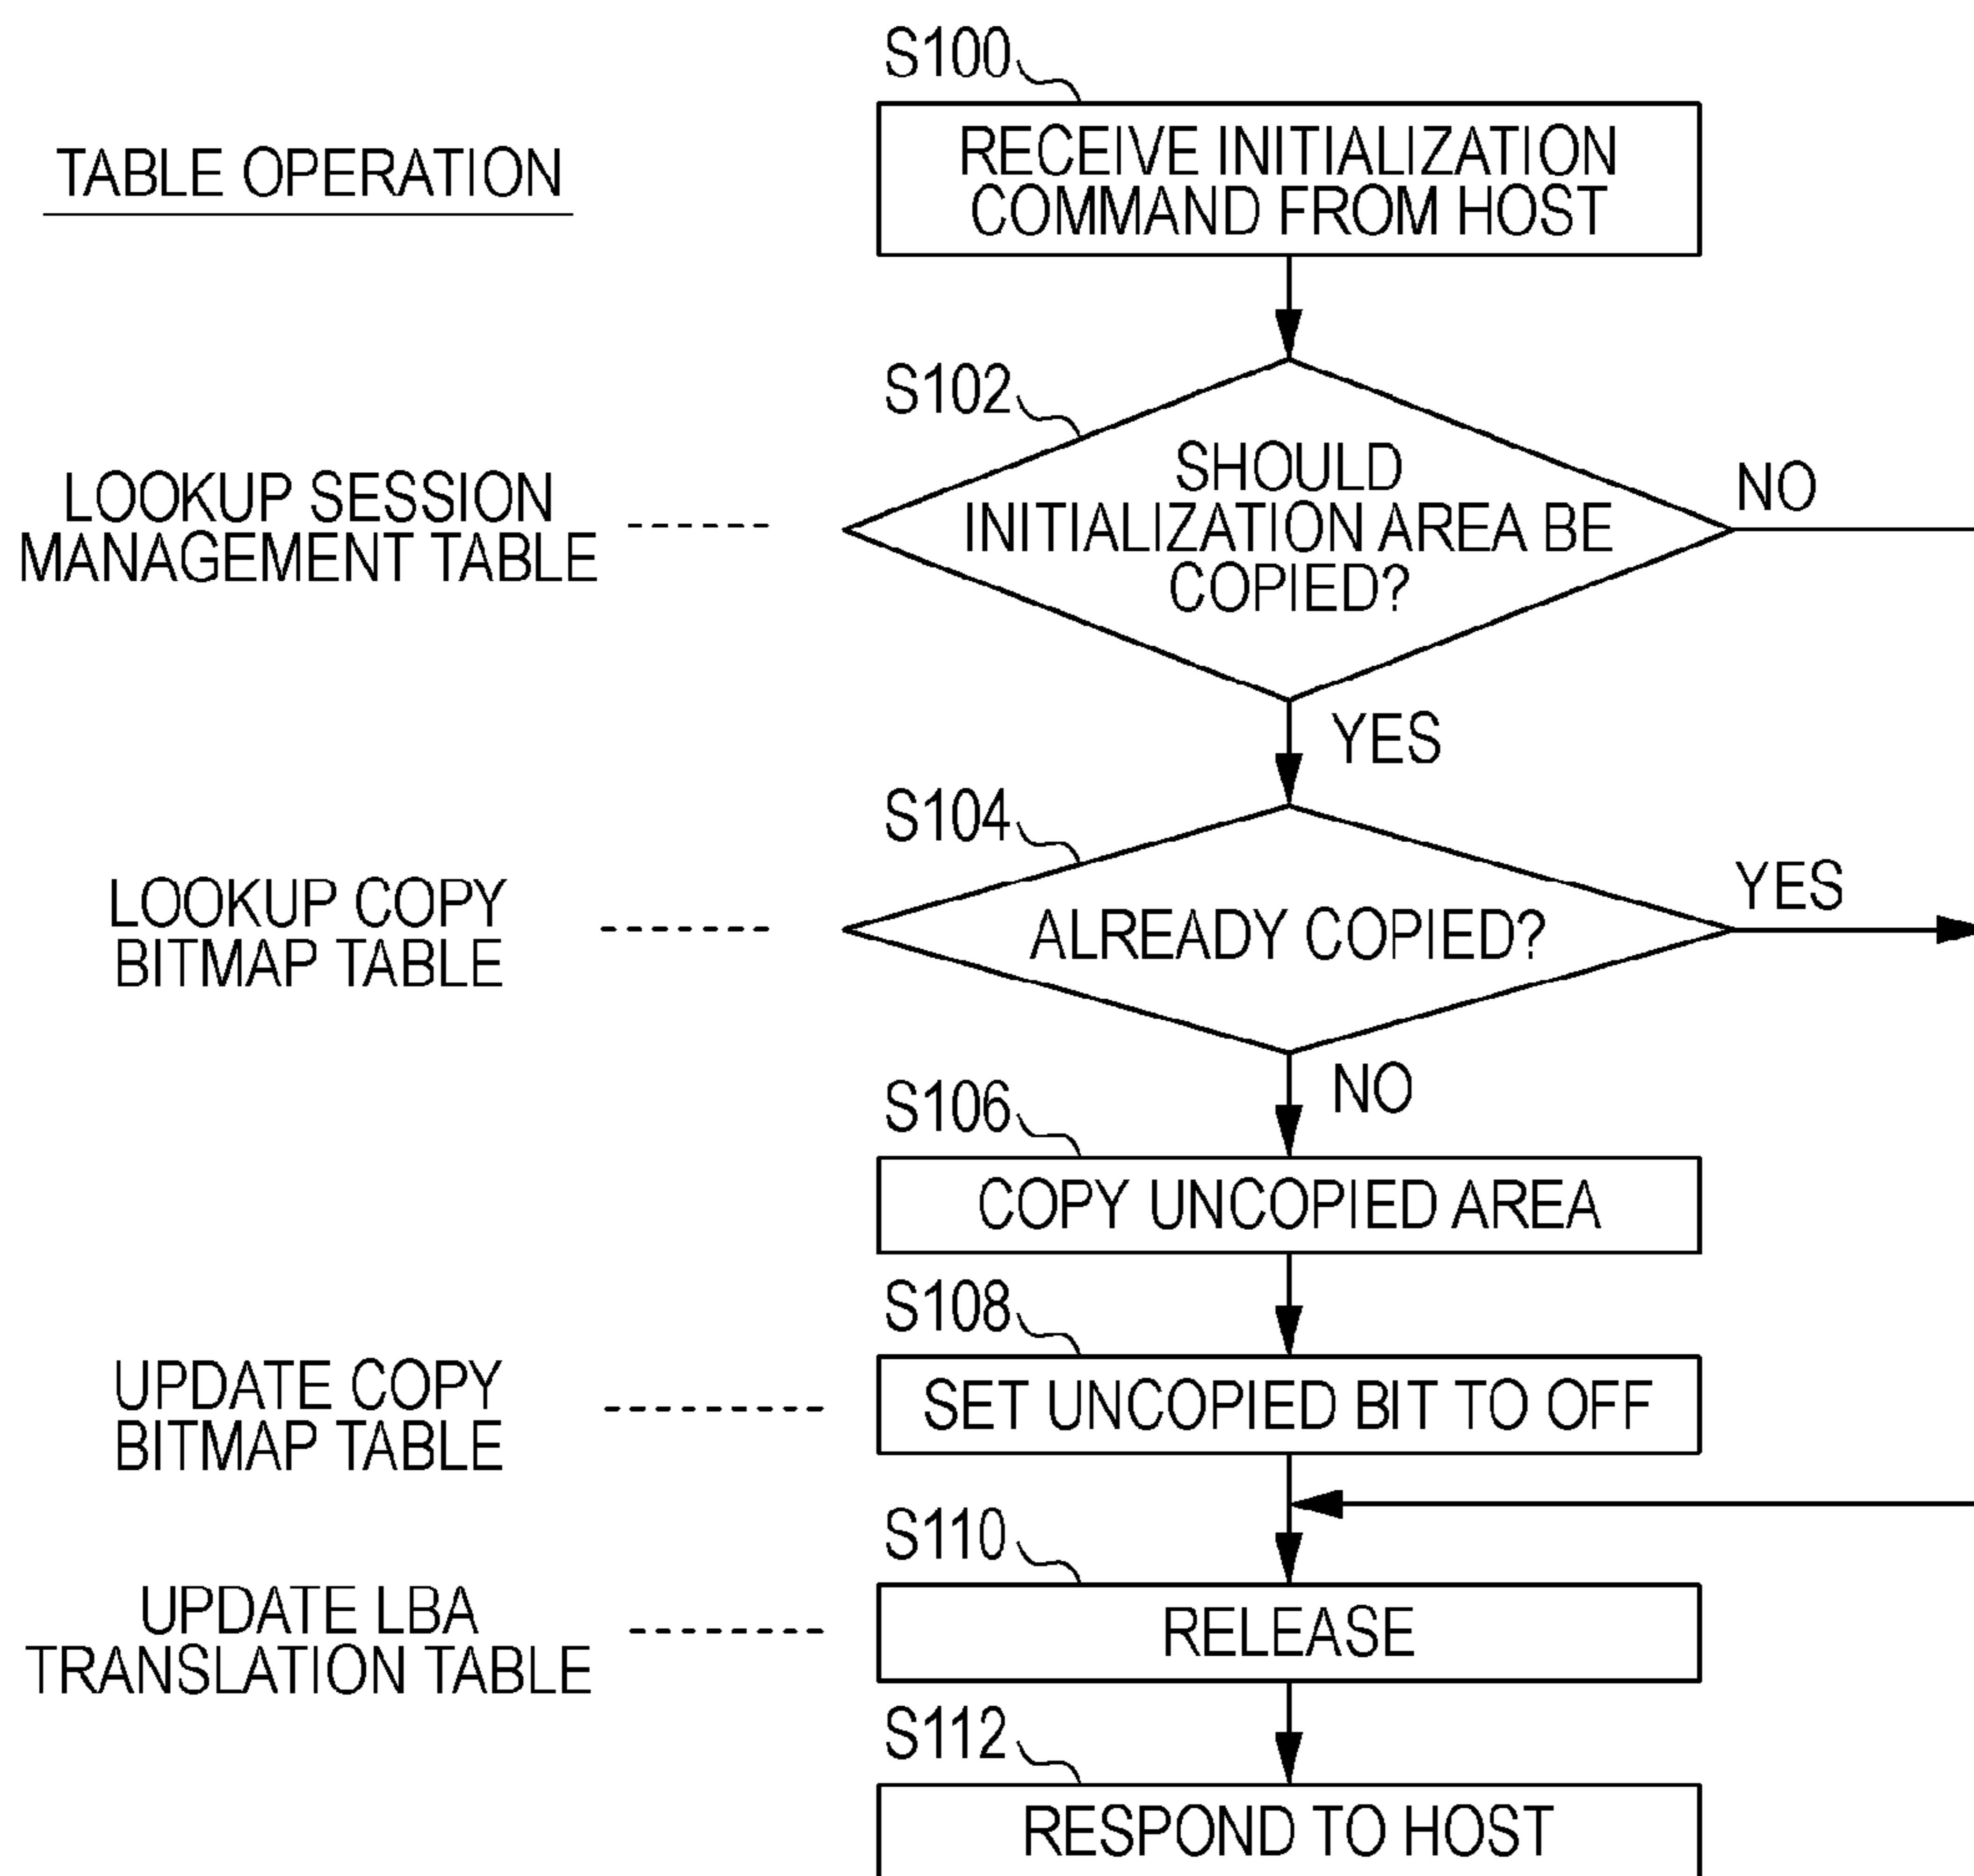 S100
TABLE OPERATION
RECEIVE INITIALIZATION
COMMAND FROM HOST
S102
LOOKUP SESSION
MANAGEMENT TABLE
SHOULD
INITIALIZATION AREA BE
COPIED?
NO
YES
S104
LOOKUP COPY
BITMAP TABLE
ALREADY COPIED?
YES
NO
S106
COPY UNCOPIED AREA
S108
UPDATE COPY
BITMAP TABLE
SET UNCOPIED BIT TO OFF
S110
UPDATE LBA
TRANSLATION TABLE
RELEASE
S112
RESPOND TO HOST